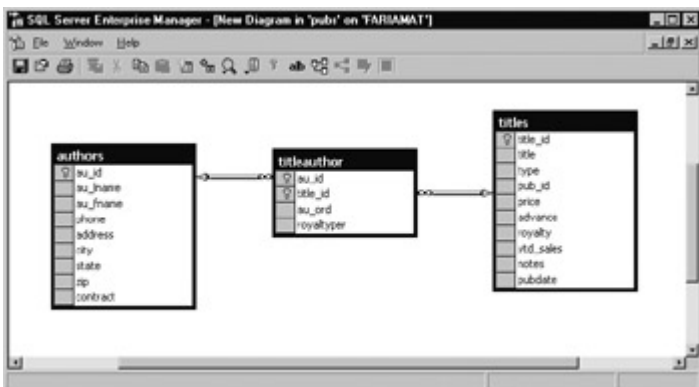 SQL Server Enterprise Manager - [New Diagram in 'pubs' on 'FARIAMAT']
File Window Help
authors
au_id
au_lname
au_fname
phone
address
city
state
zip
contract
titleauthor
au_id
title_id
au_ord
royaltyper
titles
title_id
title
type
pub_id
price
advance
royalty
ytd_sales
notes
pubdate